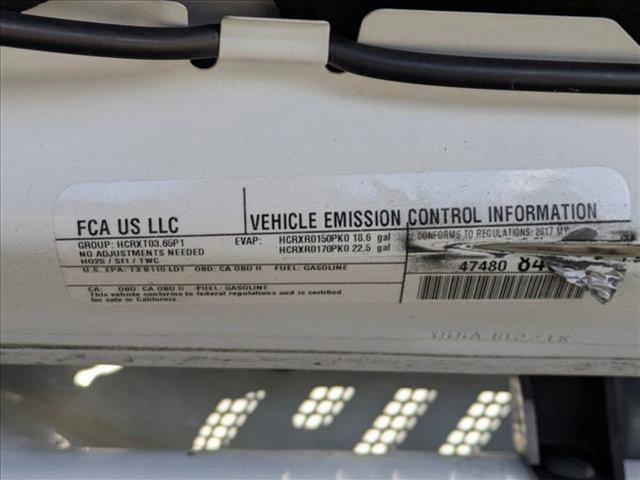 FCA US LLC
VEHICLE EMISSION CONTROL INFORMATION
GROUP: HCRXT03.65P1
NO ADJUSTMENTS NEEDED
HO2S / SFI / TWC
EVAP: HCRXR0150PK0 18.6 gal
HCRXR0170PK0 22.5 gal
CONFORMS TO REGULATIONS: 2017 MY
U.S. EPA: T3 B110 LDT OBD: CA OBD II FUEL: GASOLINE
47480 84
CA: OBD: CA OBD II FUEL: GASOLINE
This vehicle conforms to federal regulations and is certified
for sale in California.